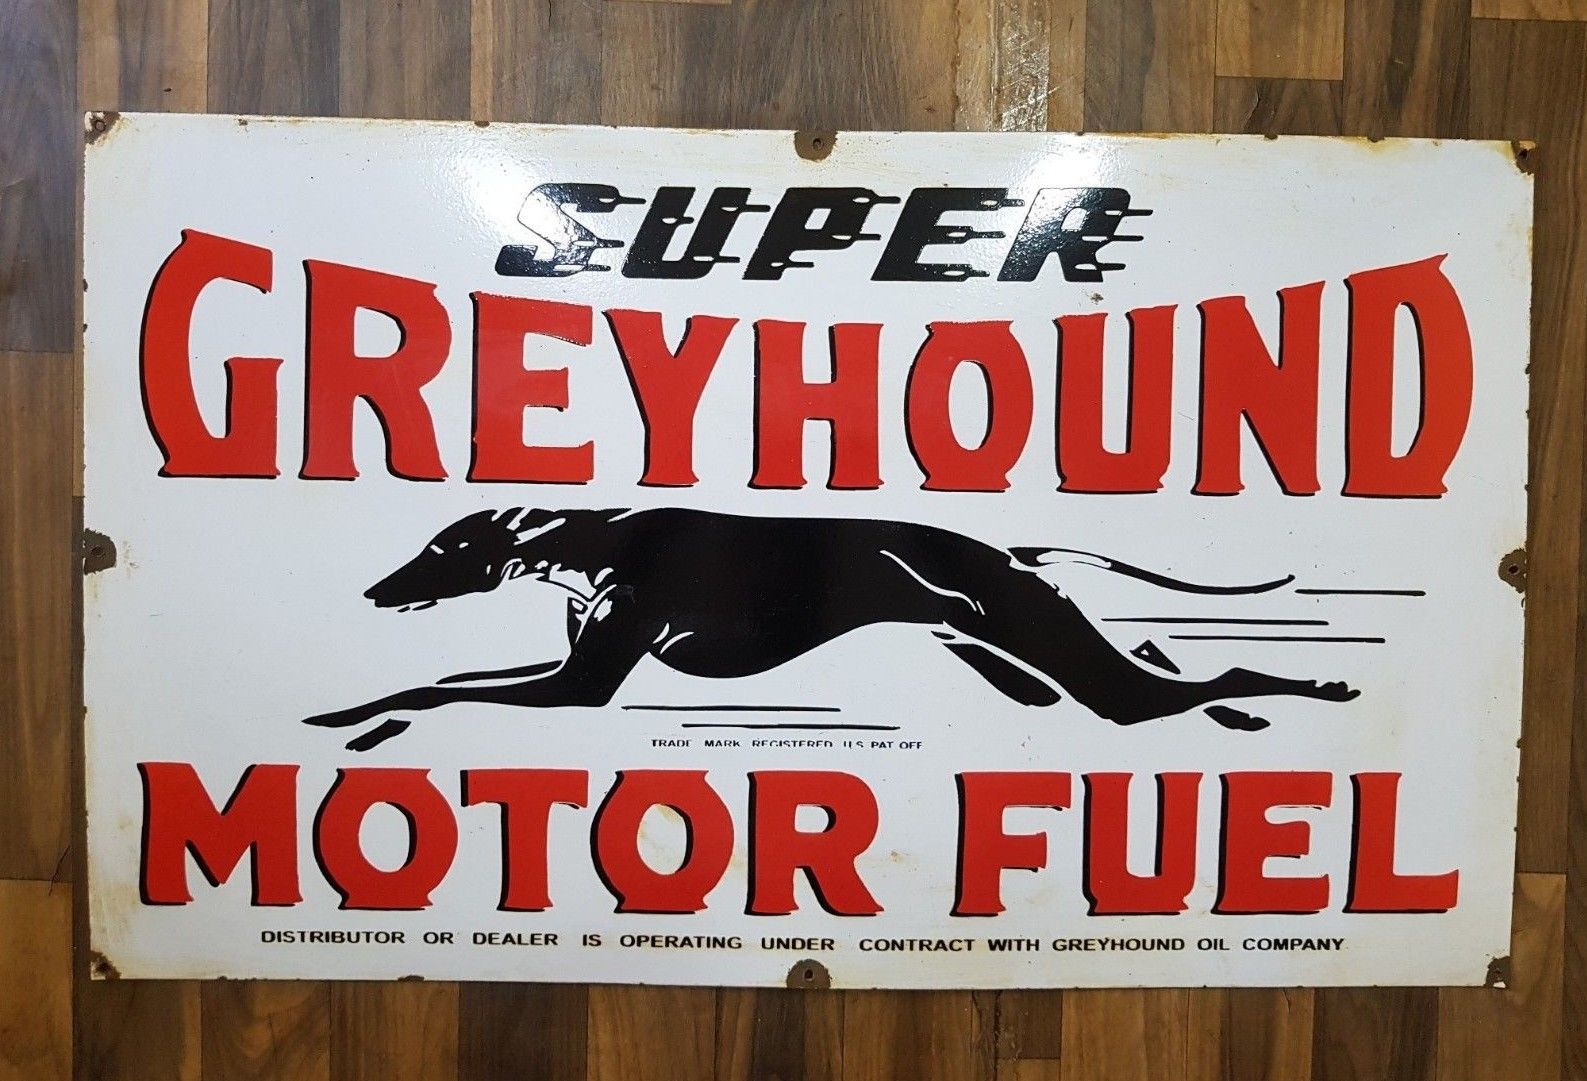 SUPER
GREYHOUND
TRADE MARK REGISTERED U.S PAT OFF
MOTOR FUEL
DISTRIBUTOR OR DEALER IS OPERATING UNDER CONTRACT WITH GREYHOUND OIL COMPANY